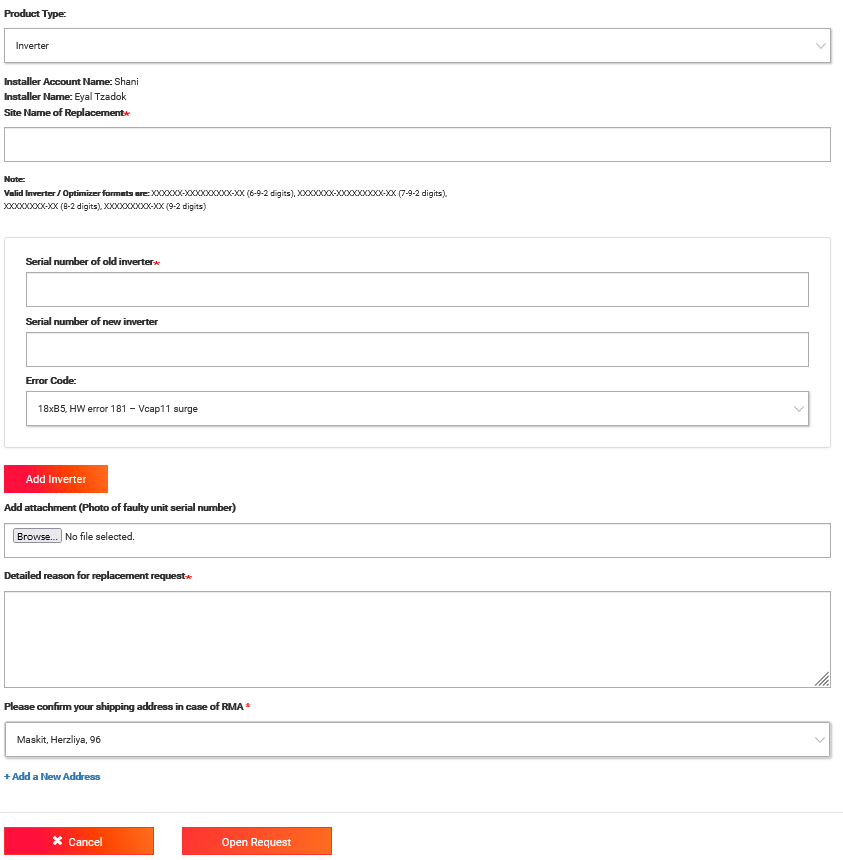 Product Type:
Inverter
Installer Account Name: Shani
Installer Name: Eyal Tzadok
Site Name of Replacement*
Note:
Valid Inverter / Optimizer formats are: XXXXXX-XXXXXXXXX-XX (6-9-2 digits), XXXXXXX-XXXXXXXXX-XX (7-9-2 digits),
XXXXXXXX-XX (8-2 digits), XXXXXXXXX-XX (9-2 digits)
Serial number of old inverter*
Serial number of new inverter
Error Code:
18xB5, HW error 181 – Vcap11 surge
Add Inverter
Add attachment (Photo of faulty unit serial number)
Browse... No file selected.
Detailed reason for replacement request*
Please confirm your shipping address in case of RMA *
Maskit, Herzliya, 96
+ Add a New Address
✖ Cancel
Open Request